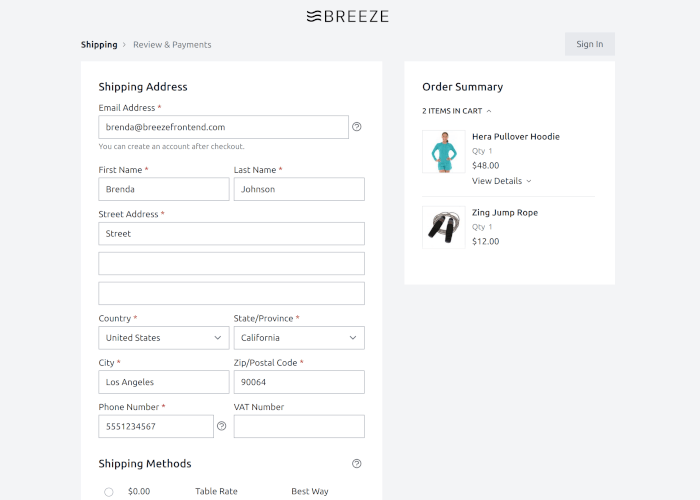 BREEZE
Shipping
Review & Payments
Sign In
Shipping Address
Email Address *
brenda@breezefrontend.com
You can create an account after checkout.
First Name * Last Name *
Brenda Johnson
Street Address *
Street
Country * State/Province *
United States California
City * Zip/Postal Code *
Los Angeles 90064
Phone Number * VAT Number
5551234567
Shipping Methods
$0.00 Table Rate Best Way
Order Summary
2 ITEMS IN CART
Hera Pullover Hoodie
Qty 1
$48.00
View Details
Zing Jump Rope
Qty 1
$12.00